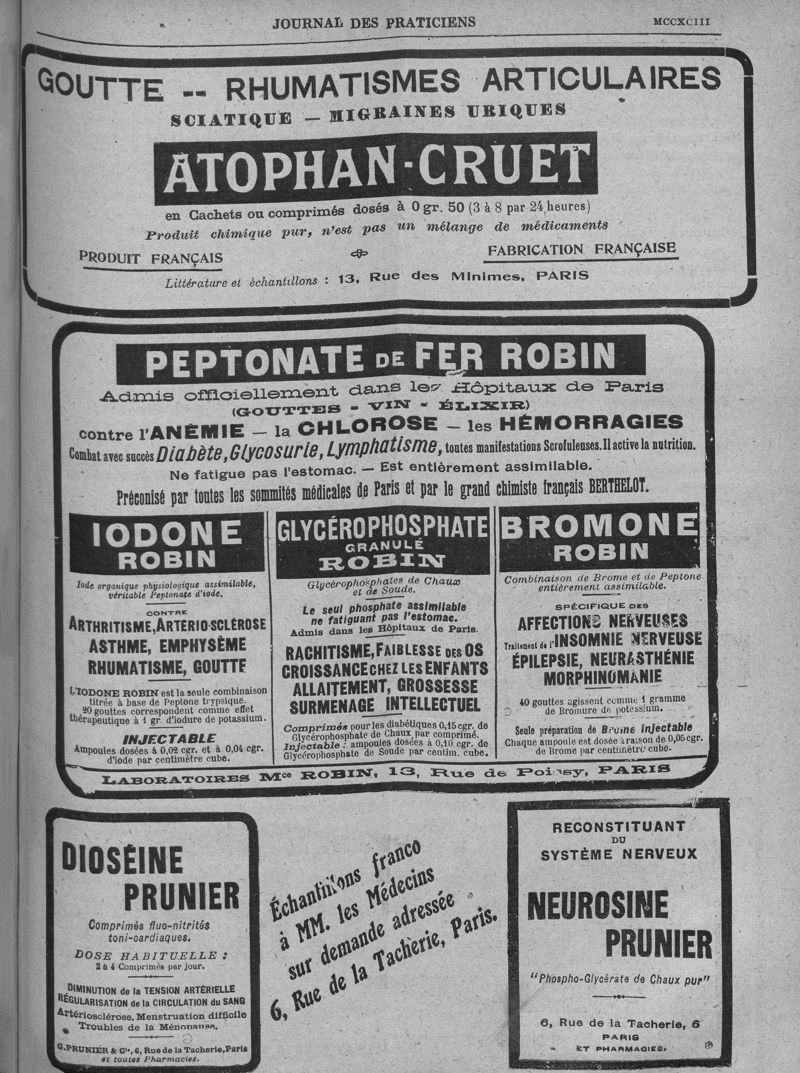 JOURNAL DES PRATICIENS
MCCXCIII
GOUTTE -- RHUMATISMES ARTICULAIRES
SCIATIQUE — MIGRAINES URIQUES
ATOPHAN-CRUET
en Cachets ou comprimés dosés à 0 gr. 50 (3 à 8 par 24 heures)
Produit chimique pur, n'est pas un mélange de médicaments
PRODUIT FRANÇAIS
FABRICATION FRANÇAISE
Littérature et échantillons : 13, Rue des Minimes, PARIS
PEPTONATE DE FER ROBIN
Admis officiellement dans les Hôpitaux de Paris
(GOUTTES - VIN - ÉLIXIR)
contre l'ANÉMIE — la CHLOROSE — les HÉMORRAGIES
Combat avec succès Diabète, Glycosurie, Lymphatisme, toutes manifestations Scrofuleuses. Il active la nutrition.
Ne fatigue pas l'estomac. — Est entièrement assimilable.
Préconisé par toutes les sommités médicales de Paris et par le grand chimiste français BERTHELOT.
IODONE
ROBIN
Iode organique physiologique assimilable,
véritable Peptonate d'iode.
CONTRE
ARTHRITISME, ARTÉRIO-SCLÉROSE
ASTHME, EMPHYSÈME
RHUMATISME, GOUTTE
L'IODONE ROBIN est la seule combinaison
titrée à base de Peptone trypsique.
20 gouttes correspondent comme effet
thérapeutique à 1 gr. d'iodure de potassium.
INJECTABLE
Ampoules dosées à 0,02 cgr. et à 0,04 cgr.
d'iode par centimètre cube.
GLYCÉROPHOSPHATE
GRANULÉ
ROBIN
Glycérophosphates de Chaux
et de Soude.
Le seul phosphate assimilable
ne fatiguant pas l'estomac.
Admis dans les Hôpitaux de Paris.
RACHITISME, FAIBLESSE DES OS
CROISSANCE CHEZ LES ENFANTS
ALLAITEMENT, GROSSESSE
SURMENAGE INTELLECTUEL
Comprimés pour les diabétiques 0,15 cgr. de
Glycérophosphate de Chaux par comprimé.
Injectable : ampoules dosées à 0,10 cgr. de
Glycérophosphate de Soude par centim. cube.
BROMONE
ROBIN
Combinaison de Brome et de Peptone
entièrement assimilable.
SPÉCIFIQUE DES
AFFECTIONS NERVEUSES
Traitement de l'INSOMNIE NERVEUSE
ÉPILEPSIE, NEURASTHÉNIE
MORPHINOMANIE
40 gouttes agissent comme 1 gramme
de Bromure de potassium.
Seule préparation de Brome injectable
Chaque ampoule est dosée à raison de 0,05 cgr.
de Brome par centimètre cube.
LABORATOIRES Mce ROBIN, 13, Rue de Poissy, PARIS
DIOSÉINE
PRUNIER
Comprimés fluo-nitrités
toni-cardiaques.
DOSE HABITUELLE :
2 à 4 Comprimés par jour.
DIMINUTION de la TENSION ARTÉRIELLE
RÉGULARISATION de la CIRCULATION du SANG
Artériosclérose, Menstruation difficile
Troubles de la Ménopause.
G. PRUNIER & Cie, 6, Rue de la Tacherie, Paris
et toutes Pharmacies.
Échantillons franco
à MM. les Médecins
sur demande adressée
6, Rue de la Tacherie, Paris.
RECONSTITUANT
DU
SYSTÈME NERVEUX
NEUROSINE
PRUNIER
"Phospho-Glycérate de Chaux pur"
6, Rue de la Tacherie, 6
PARIS
ET PHARMACIES.